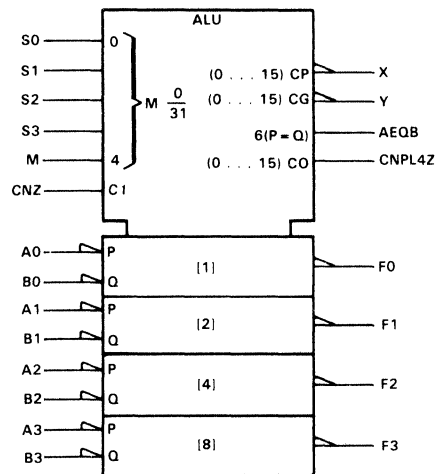 ALU
S0 0
S1
(0 . . . 15) CP X
S2 M 0/31 (0 . . . 15) CG Y
S3 6(P = Q) AEQB
M 4 (0 . . . 15) CO CNPL4Z
CNZ C1
A0 P
[1] F0
B0 Q
A1 P
[2] F1
B1 Q
A2 P
[4] F2
B2 Q
A3 P
[8] F3
B3 Q